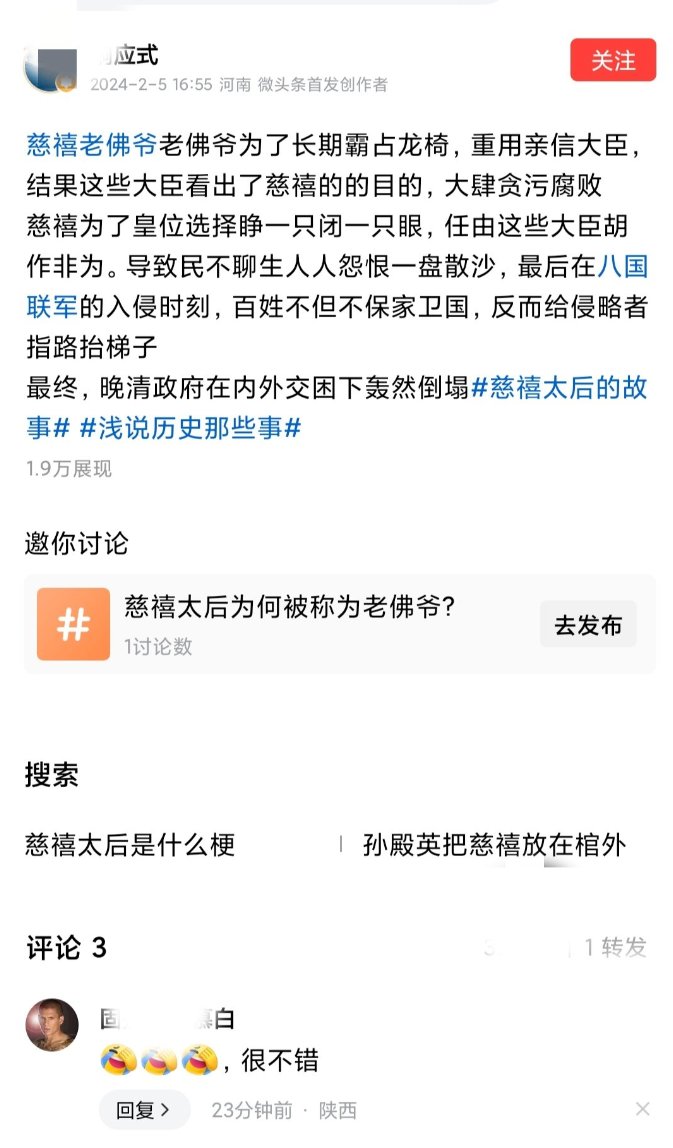 应式
关注
2024-2-5 16:55 河南 微头条首发创作者
慈禧老佛爷老佛爷为了长期霸占龙椅，重用亲信大臣，
结果这些大臣看出了慈禧的的目的，大肆贪污腐败
慈禧为了皇位选择睁一只闭一只眼，任由这些大臣胡
作非为。导致民不聊生人人怨恨一盘散沙，最后在八国
联军的入侵时刻，百姓不但不保家卫国，反而给侵略者
指路抬梯子
最终，晚清政府在内外交困下轰然倒塌#慈禧太后的故
事# #浅说历史那些事#
1.9万展现
邀你讨论
#
慈禧太后为何被称为老佛爷？
1讨论数
去发布
搜索
慈禧太后是什么梗
孙殿英把慈禧放在棺外
评论 3
1 转发
固 慕白
🤣🤣🤣，很不错
回复 >
23分钟前 · 陕西